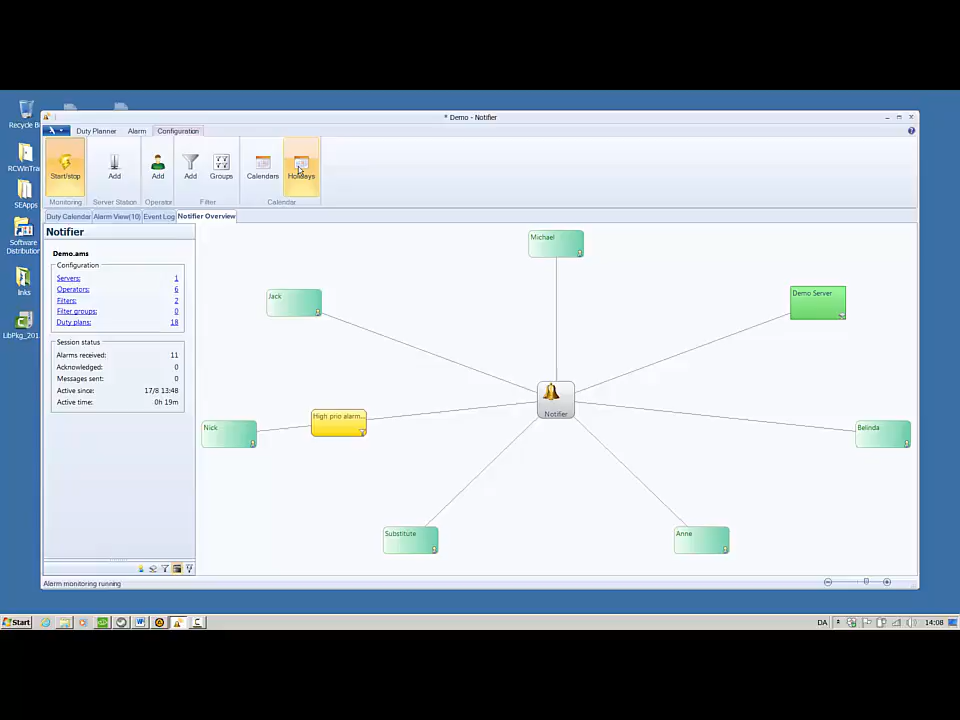 Recycle Bi
RCWinTra
SEApps
Software
Distributio
links
LibPkg_201
* Demo - Notifier
Duty Planner
Alarm
Configuration
Start/stop
Add
Add
Add
Groups
Calendars
Holidays
Monitoring
Server Station
Operator
Filter
Calendar
Duty Calendar
Alarm View(10)
Event Log
Notifier Overview
Notifier
Demo.ams
Configuration
Servers: 1
Operators: 6
Filters: 2
Filter groups: 0
Duty plans: 18
Session status
Alarms received: 11
Acknowledged: 0
Messages sent: 0
Active since: 17/8 13:48
Active time: 0h 19m
Michael
Jack
Demo Server
Notifier
High prio alarm...
Nick
Belinda
Substitute
Anne
Alarm monitoring running
Start
DA
14:08